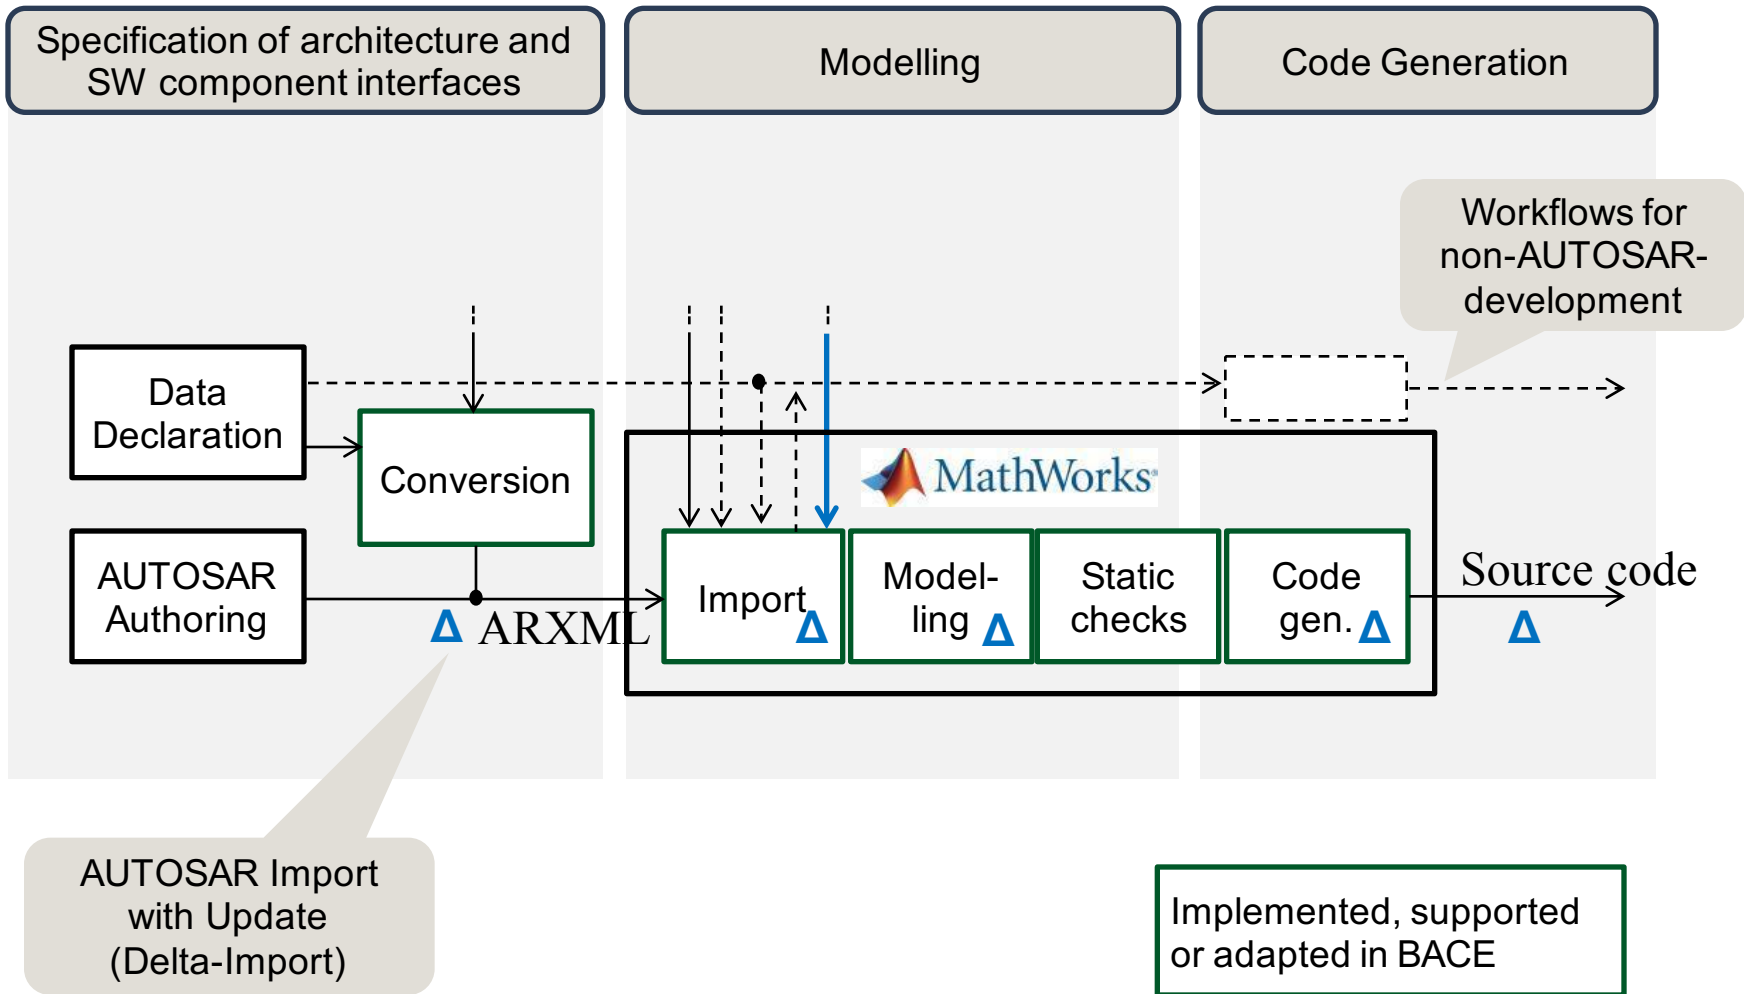 Specification of architecture and
SW component interfaces
Modelling
Code Generation
Workflows for
non-AUTOSAR-
development
Data
Declaration
Conversion
MathWorks®
AUTOSAR
Authoring
Δ ARXML
Import
Δ
Model-
ling Δ
Static
checks
Code
gen. Δ
Source code
Δ
AUTOSAR Import
with Update
(Delta-Import)
Implemented, supported
or adapted in BACE